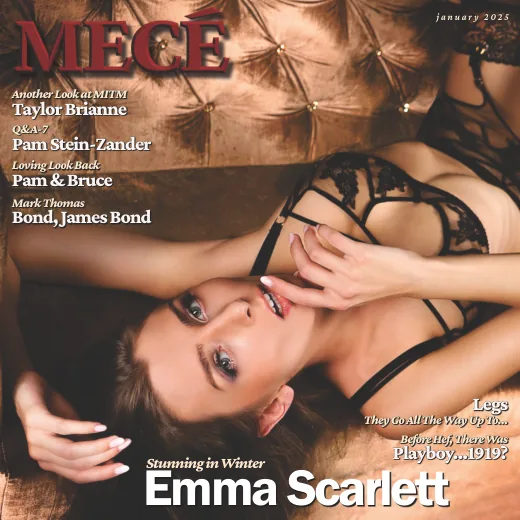 january 2025
MECÉ
Another Look at MITM
Taylor Brianne
Q&A-7
Pam Stein-Zander
Loving Look Back
Pam & Bruce
Mark Thomas
Bond, James Bond
Legs
They Go All The Way Up To...
Before Hef, There Was
Playboy...1919?
Stunning in Winter
Emma Scarlett